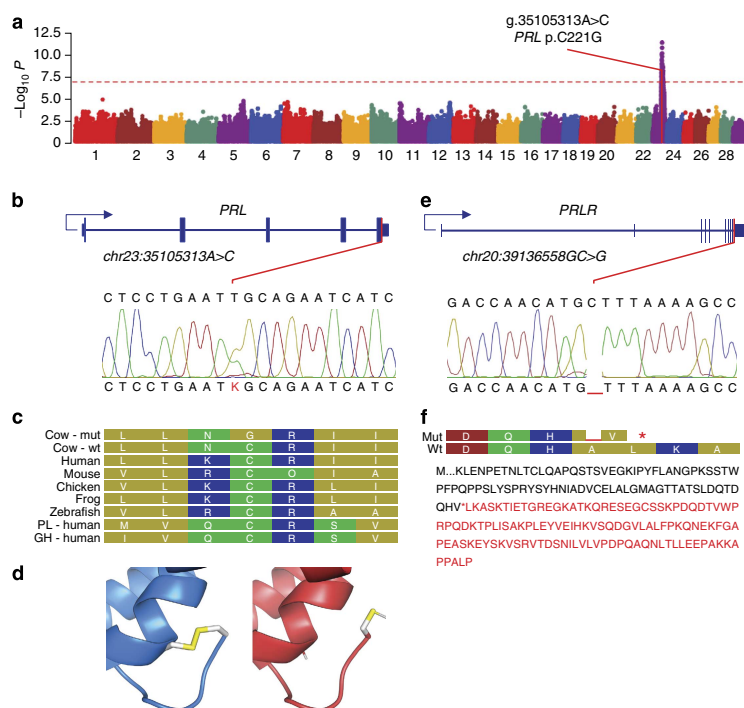 a
g.35105313A>C
PRL p.C221G
–Log10 P
12.5
10.0
7.5
5.0
2.5
0
1 2 3 4 5 6 7 8 9 10 11 12 13 14 15 16 17 18 19 20 22 24 26 28
b
PRL
chr23:35105313A>C
C T C C T G A A T T G C A G A A T C A T C
C T C C T G A A T K G C A G A A T C A T C
e
PRLR
chr20:39136558GC>G
G A C C A A C A T G C T T T A A A A G C C
G A C C A A C A T G _ T T T A A A A G C C
c
Cow - mut L L N G R I I
Cow - wt L L N C R I I
Human L L K C R I I
Mouse V L R C Q I A
Chicken V L K C R L I
Frog L L K C R L I
Zebrafish V L R C R A A
PL - human M V Q C R S V
GH - human I V Q C R S V
d
f
Mut D Q H V *
Wt D Q H A L K A
M...KLENPETNLTCLQAPQSTSVEGKIPYFLANGPKSSTW
PFPQPPSLYSPRYSYHNIADVCELALGMAGTTATSLDQTD
QHV*LKASKTIETGREGKATKQRESEGCSSKPDQDTVWP
RPQDKTPLISAKPLEYVEIHKVSQDGVLALFPKQNEKFGA
PEASKEYSKVSRVTDSNILVLVPDPQAQNLTLLEEPAKKA
PPALP